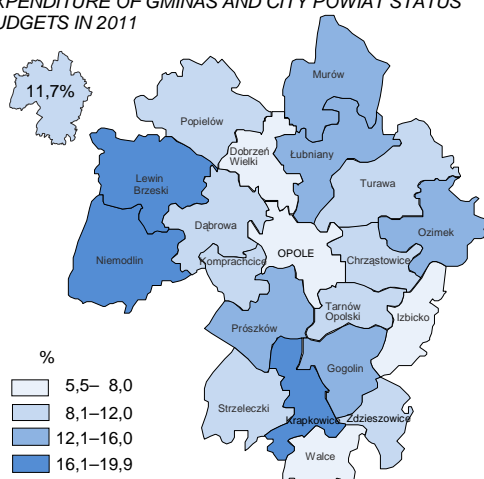 EXPENDITURE OF GMINAS AND CITY POWIAT STATUS
BUDGETS IN 2011
11,7%
Murów
Popielów
Dobrzeń
Wielki
Łubniany
Lewin
Brzeski
Turawa
Dąbrowa
Ozimek
Niemodlin
Komprachcice
OPOLE
Chrząstowice
Tarnów
Opolski
Izbicko
Prószków
Gogolin
Strzeleczki
Krapkowice
Zdzieszowice
Walce
%
5,5– 8,0
8,1–12,0
12,1–16,0
16,1–19,9